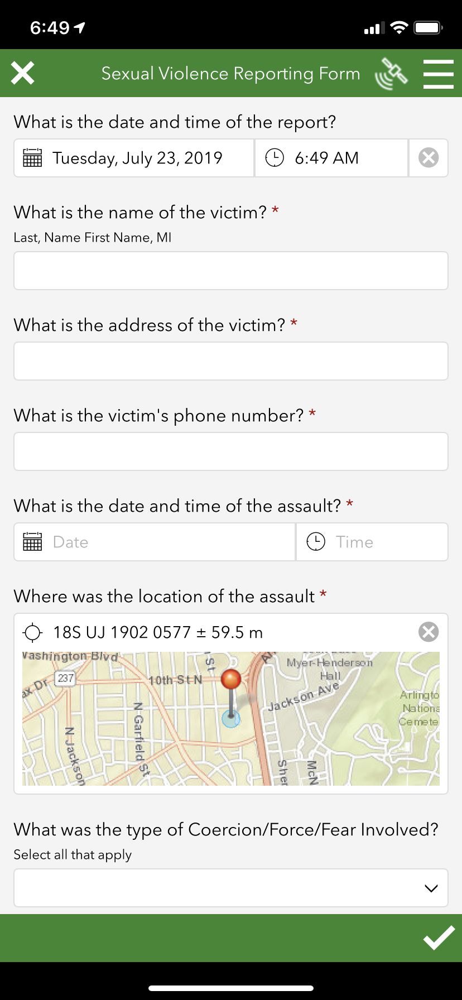 6:49
Sexual Violence Reporting Form
What is the date and time of the report?
Tuesday, July 23, 2019 6:49 AM
What is the name of the victim? *
Last, Name First Name, MI
What is the address of the victim? *
What is the victim's phone number? *
What is the date and time of the assault? *
Date Time
Where was the location of the assault *
18S UJ 1902 0577 ± 59.5 m
Washington Blvd
St
Myer-Henderson
Hall
237
10th St N
ax Dr
Jackson Ave
Arlingto
Nationa
Cemete
N Garfield St
N Jackson
Sher
McN
What was the type of Coercion/Force/Fear Involved?
Select all that apply